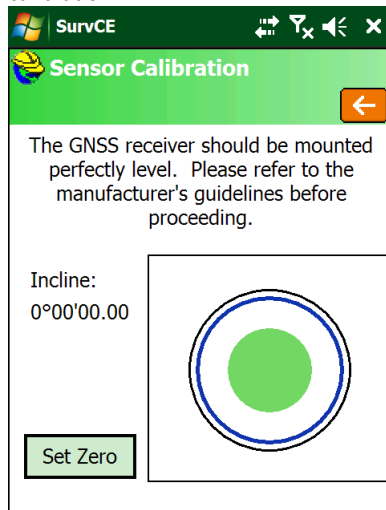 SurvCE
Sensor Calibration
The GNSS receiver should be mounted
perfectly level.  Please refer to the
manufacturer's guidelines before
proceeding.
Incline:
0°00'00.00
Set Zero